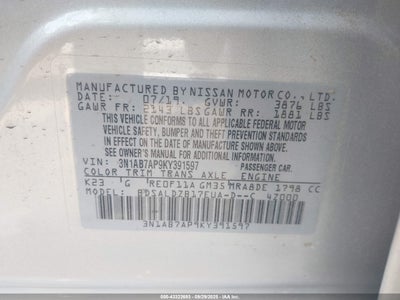 MANUFACTURED BY NISSAN MOTOR CO., LTD.
DATE: 07/19 GVWR: 3876 LBS
GAWR FR: 2143 LBS GAWR RR: 1881 LBS
THIS VEHICLE CONFORMS TO ALL APPLICABLE FEDERAL MOTOR
VEHICLE SAFETY, BUMPER AND THEFT PREVENTION STANDARDS
IN EFFECT ON THE DATE OF MANUFACTURE SHOWN ABOVE.
SEE OWNER'S MANUAL FOR ADDITIONAL INFORMATION.
VIN: 3N1AB7AP9KY391597 PASSENGER CAR.
COLOR TRIM TRANS AXLE ENGINE
K23 G RE0F11A GM35 MRA8DE 1798 CC
MODEL: BDSALDZB17EUA-D--C 47000
3N1AB7AP9KY391597